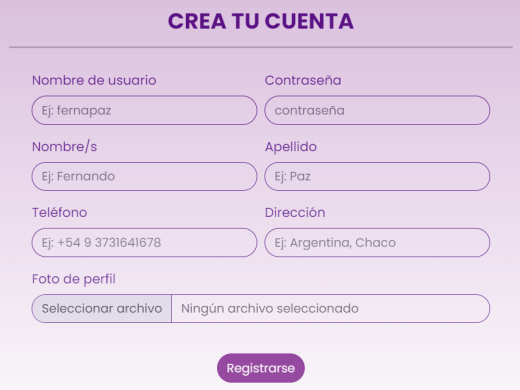 CREA TU CUENTA
Nombre de usuario
Contraseña
Ej: fernapaz
contraseña
Nombre/s
Apellido
Ej: Fernando
Ej: Paz
Teléfono
Dirección
Ej: +54 9 3731641678
Ej: Argentina, Chaco
Foto de perfil
Seleccionar archivo
Ningún archivo seleccionado
Registrarse